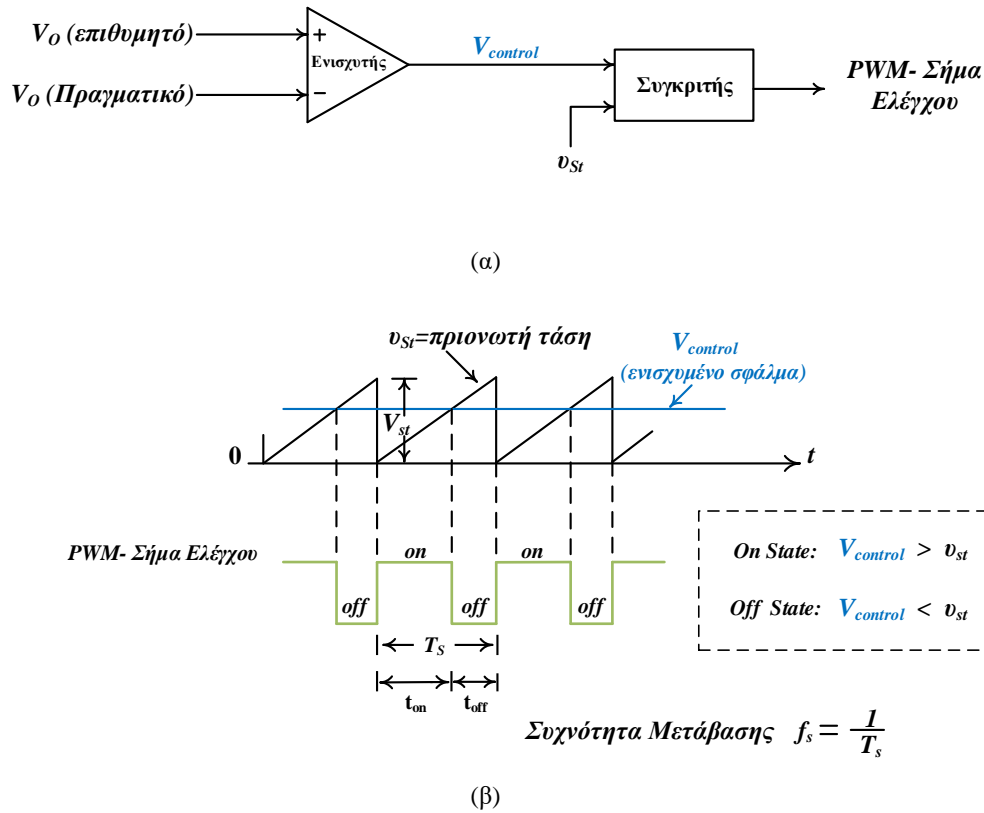 V_O (επιθυμητό)
V_O (Πραγματικό)
+
−
Ενισχυτής
V_control
Συγκριτής
υ_St
PWM- Σήμα
Ελέγχου
(α)
υ_St=πριονωτή τάση
V_control
(ενισχυμένο σφάλμα)
V_st
0
t
PWM- Σήμα Ελέγχου
on
on
off
off
off
T_S
t_on
t_off
On State: V_control > υ_st
Off State: V_control < υ_st
Συχνότητα Μετάβασης f_s = 1/T_s
(β)